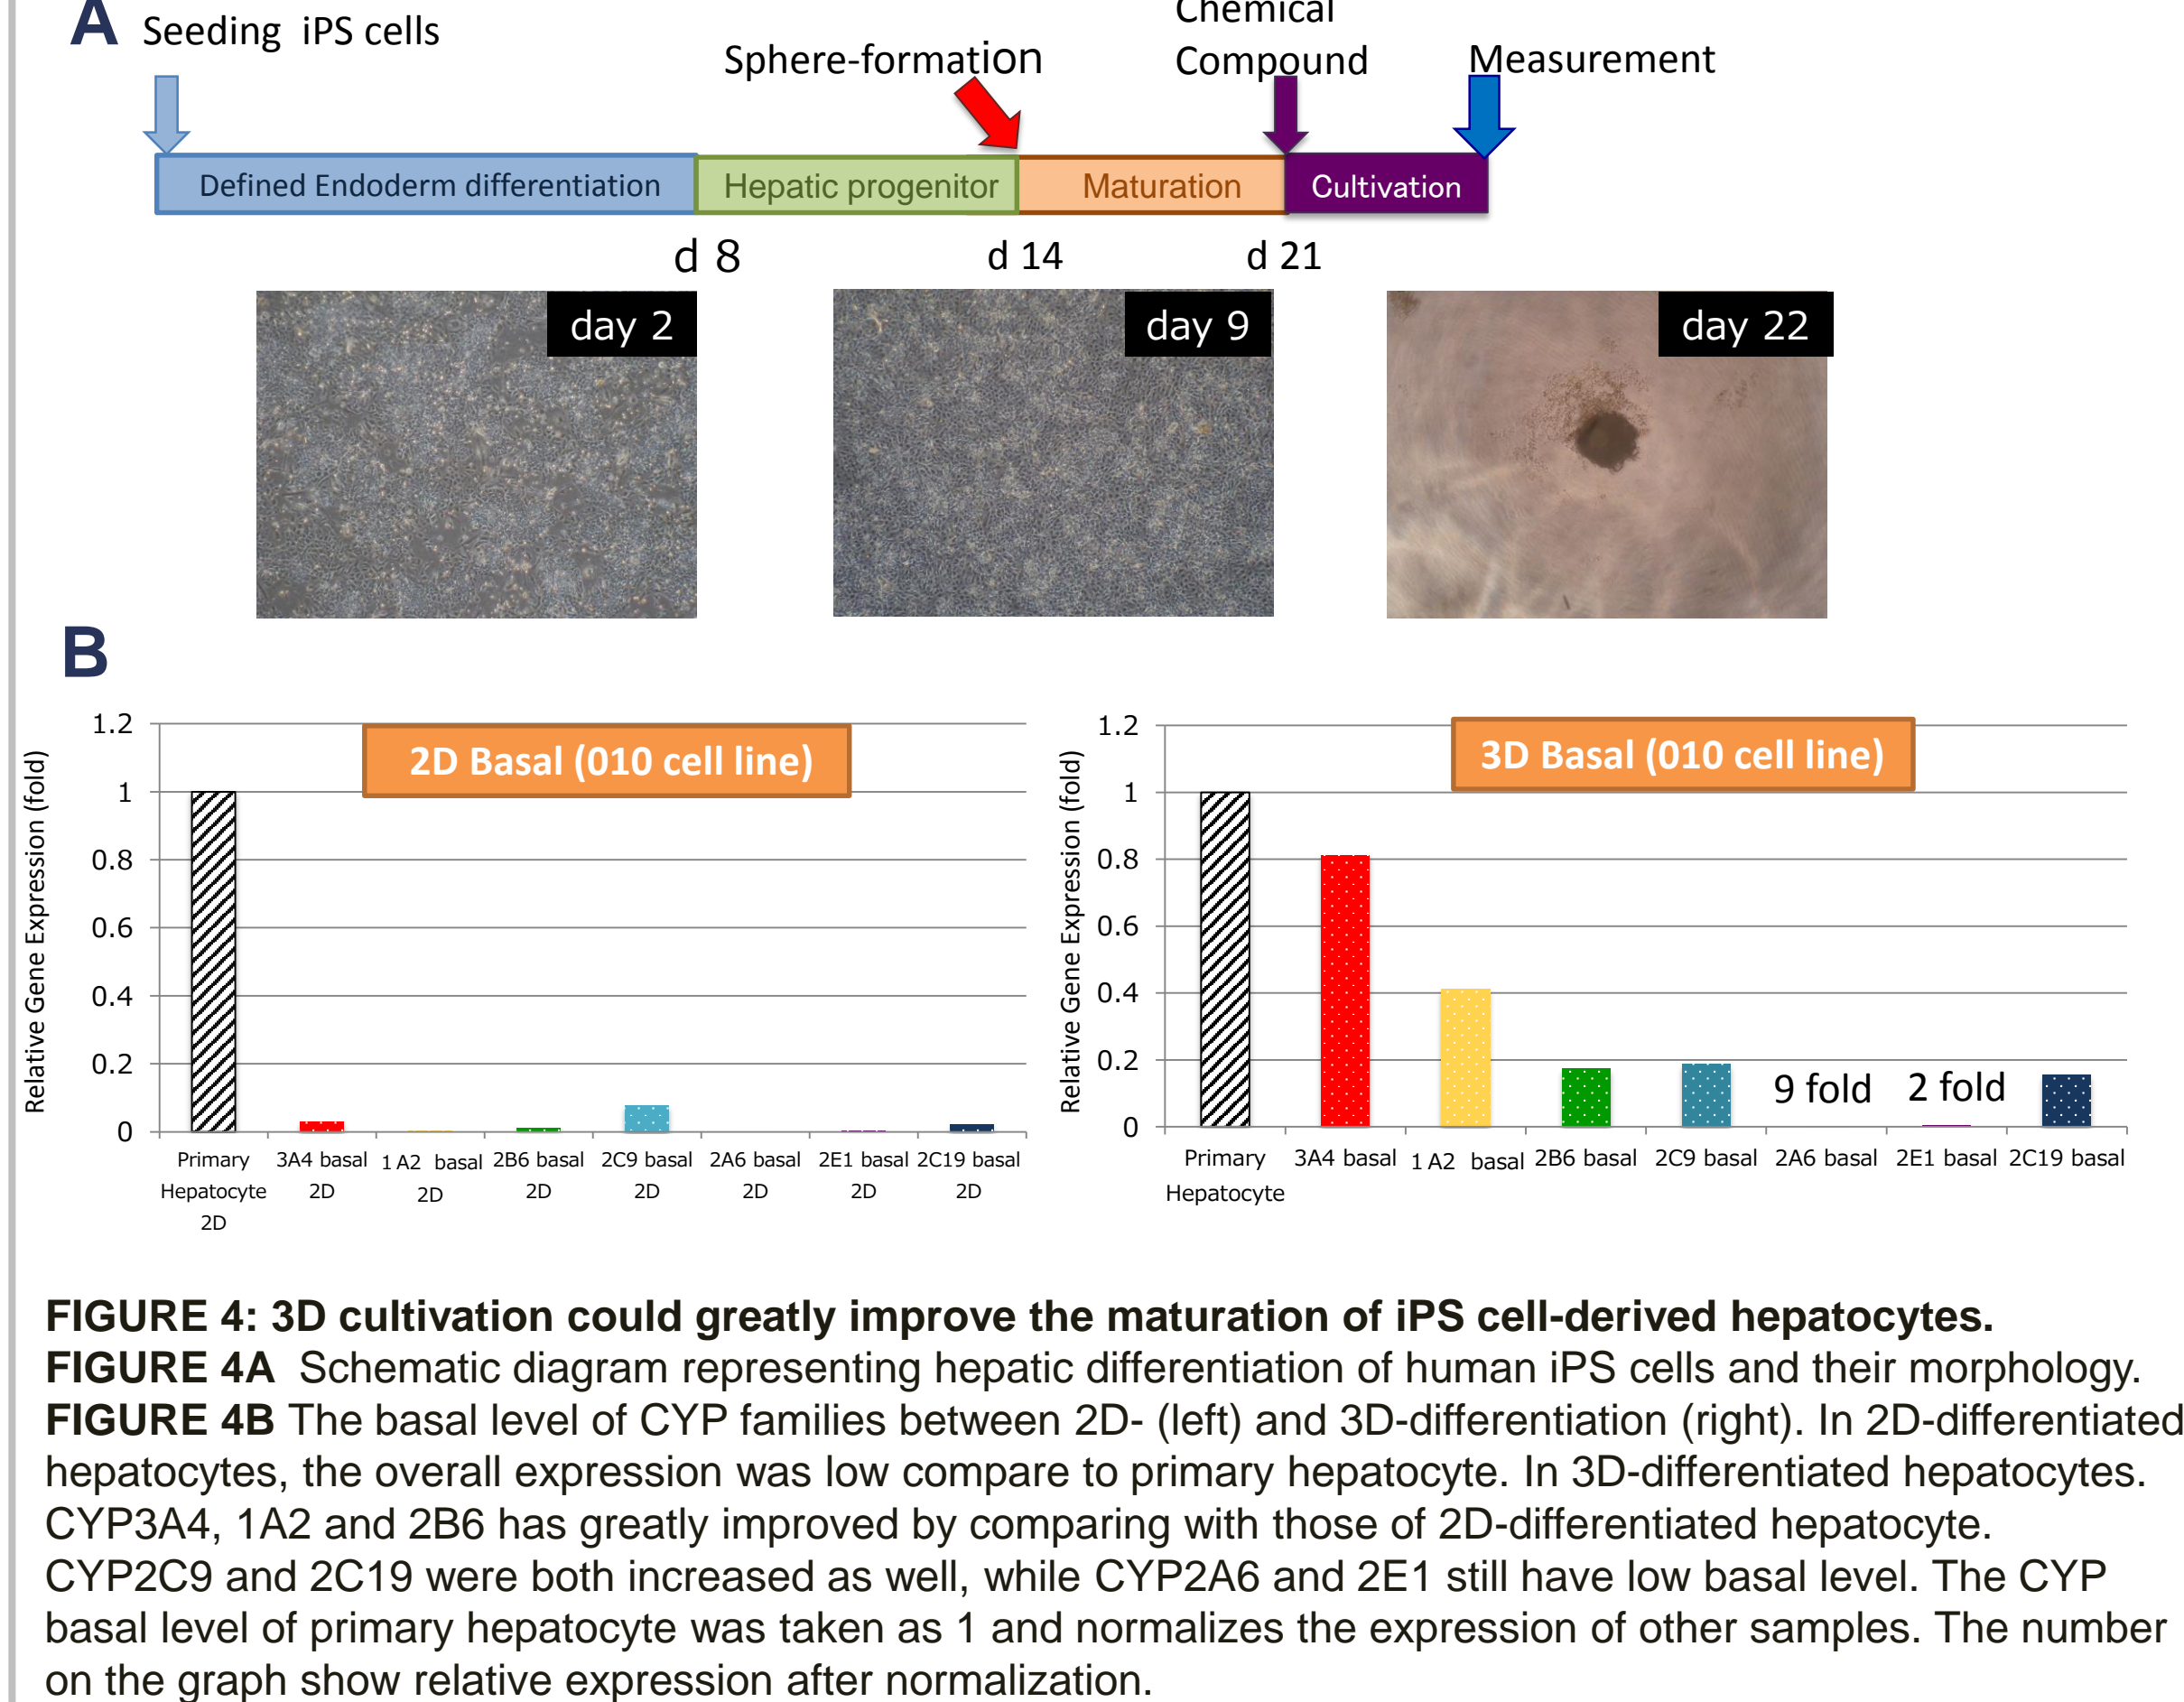 A
Seeding iPS cells
Sphere-formation
Chemical
Compound
Measurement
Defined Endoderm differentiation
Hepatic progenitor
Maturation
Cultivation
d 8
d 14
d 21
day 2
day 9
day 22
B
Relative Gene Expression (fold)
1.2
1
0.8
0.6
0.4
0.2
0
2D Basal (010 cell line)
Primary
Hepatocyte
2D
3A4 basal
2D
1 A2 basal
2D
2B6 basal
2D
2C9 basal
2D
2A6 basal
2D
2E1 basal
2D
2C19 basal
2D
Relative Gene Expression (fold)
1.2
1
0.8
0.6
0.4
0.2
0
3D Basal (010 cell line)
9 fold
2 fold
Primary
Hepatocyte
3A4 basal
1 A2 basal
2B6 basal
2C9 basal
2A6 basal
2E1 basal
2C19 basal
FIGURE 4: 3D cultivation could greatly improve the maturation of iPS cell-derived hepatocytes.
FIGURE 4A Schematic diagram representing hepatic differentiation of human iPS cells and their morphology.
FIGURE 4B The basal level of CYP families between 2D- (left) and 3D-differentiation (right). In 2D-differentiated
hepatocytes, the overall expression was low compare to primary hepatocyte. In 3D-differentiated hepatocytes.
CYP3A4, 1A2 and 2B6 has greatly improved by comparing with those of 2D-differentiated hepatocyte.
CYP2C9 and 2C19 were both increased as well, while CYP2A6 and 2E1 still have low basal level. The CYP
basal level of primary hepatocyte was taken as 1 and normalizes the expression of other samples. The number
on the graph show relative expression after normalization.